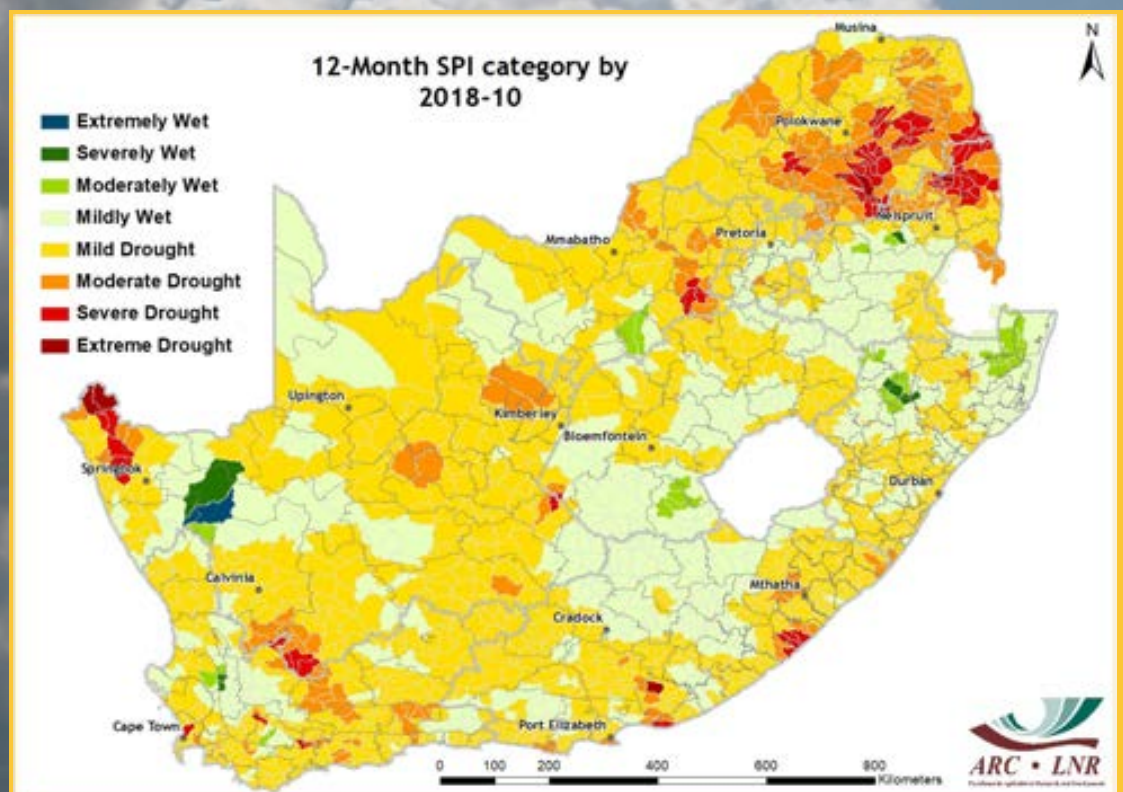 12-Month SPI category by
2018-10
N
Extremely Wet
Severely Wet
Moderately Wet
Mildly Wet
Mild Drought
Moderate Drought
Severe Drought
Extreme Drought
Musina
Polokwane
Nelspruit
Pretoria
Mmabatho
Upington
Kimberley
Bloemfontein
Springbok
Durban
Calvinia
Mthatha
Cradock
Cape Town
Port Elizabeth
0 100 200 400 600 800
Kilometers
ARC • LNR